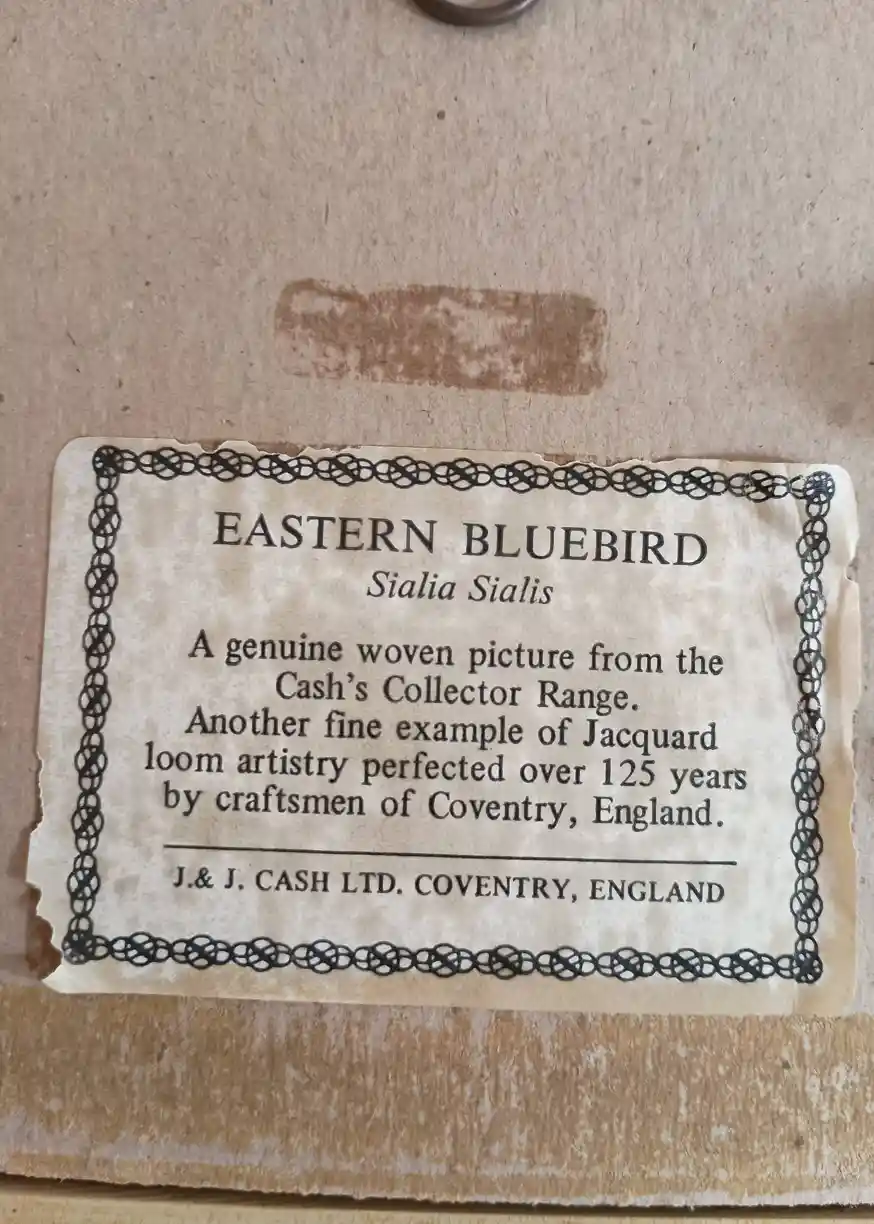 EASTERN BLUEBIRD
Sialia Sialis
A genuine woven picture from the
Cash's Collector Range.
Another fine example of Jacquard
loom artistry perfected over 125 years
by craftsmen of Coventry, England.
J.& J. CASH LTD. COVENTRY, ENGLAND